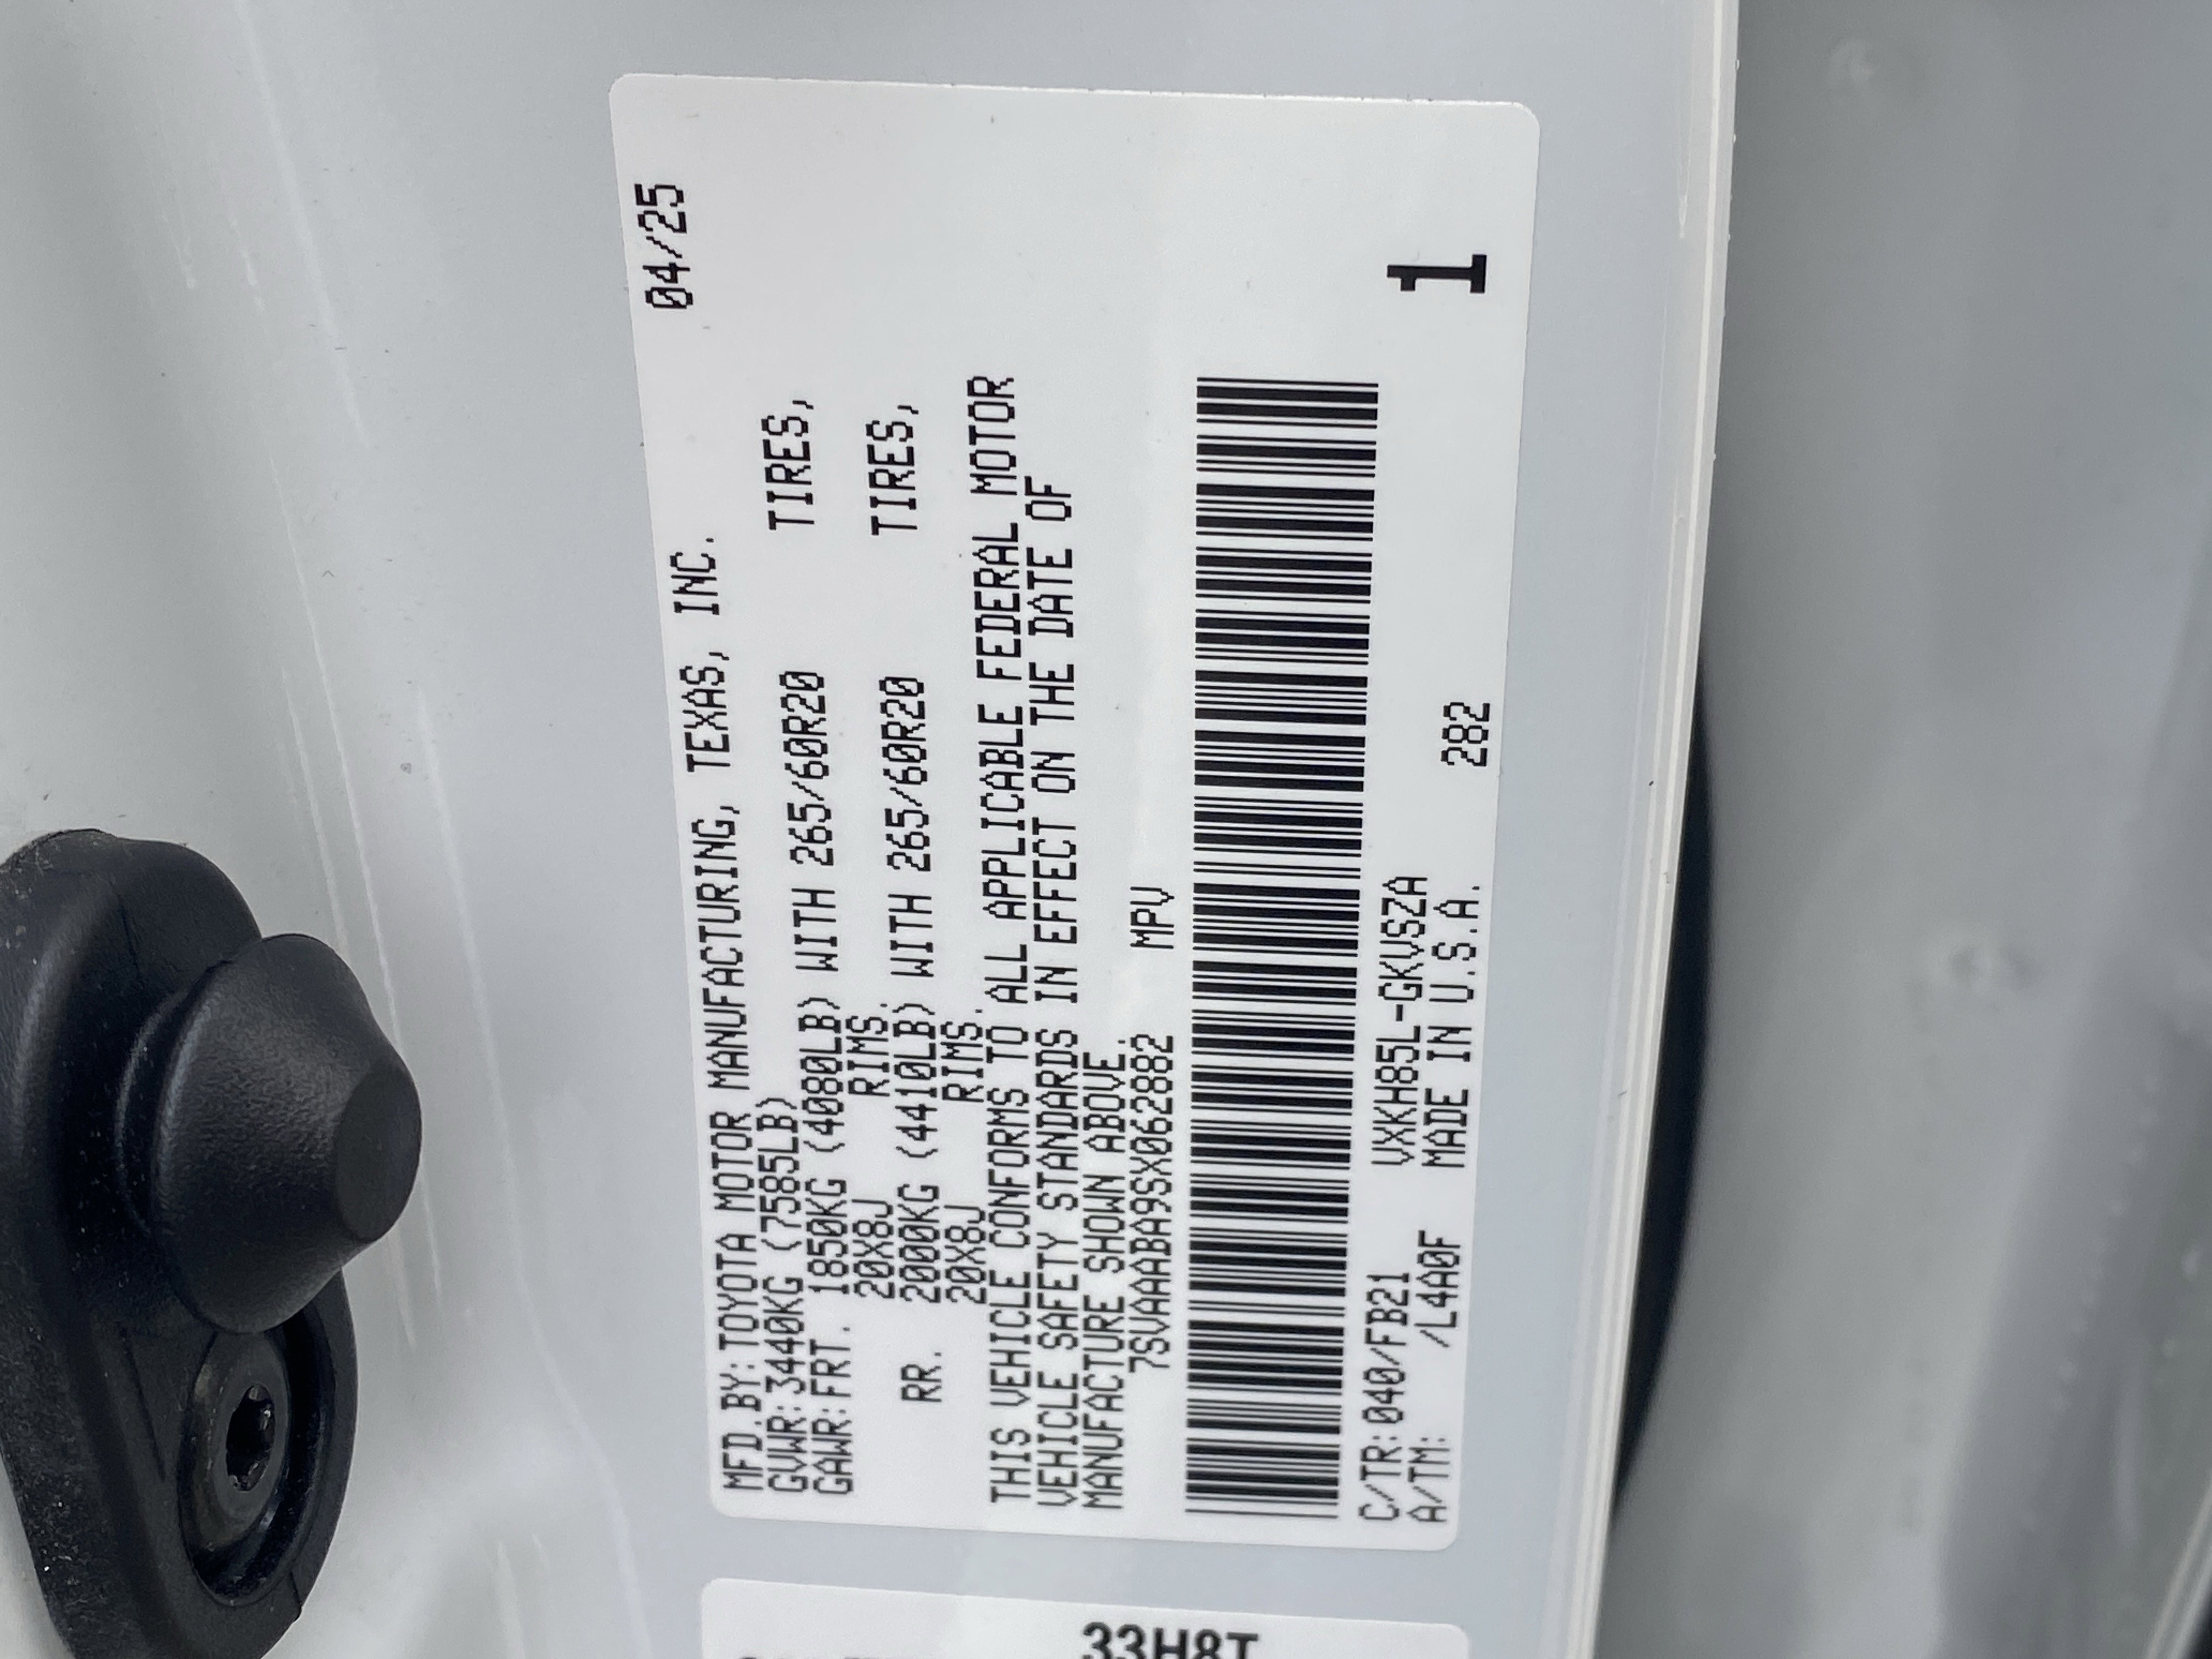 MFD.BY:TOYOTA MOTOR MANUFACTURING, TEXAS, INC. 04/25
GVWR:3440KG (7585LB)
GAWR:FRT. 1850KG (4080LB) WITH 265/60R20 TIRES,
20X8J RIMS.
RR. 2000KG (4410LB) WITH 265/60R20 TIRES,
20X8J RIMS.
THIS VEHICLE CONFORMS TO ALL APPLICABLE FEDERAL MOTOR
VEHICLE SAFETY STANDARDS IN EFFECT ON THE DATE OF
MANUFACTURE SHOWN ABOVE.
7SVAAABA9SX062882 MPV
C/TR:040/FB21 VXKH85L-GKVSZA 1
A/TM: /L4A0F MADE IN U.S.A. 282
33H8T